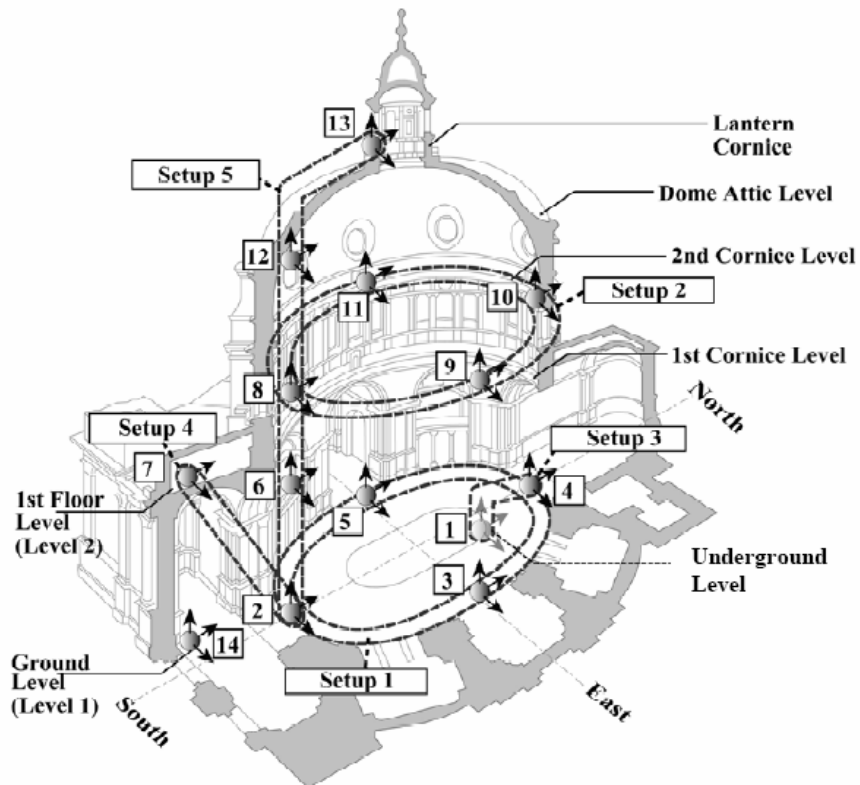 13
Lantern
Cornice
Setup 5
Dome Attic Level
12
2nd Cornice Level
11
10
Setup 2
9
1st Cornice Level
8
North
Setup 4
Setup 3
7
6
4
1st Floor
Level
(Level 2)
5
1
Underground
Level
3
2
14
Ground
Level
(Level 1)
Setup 1
South
East